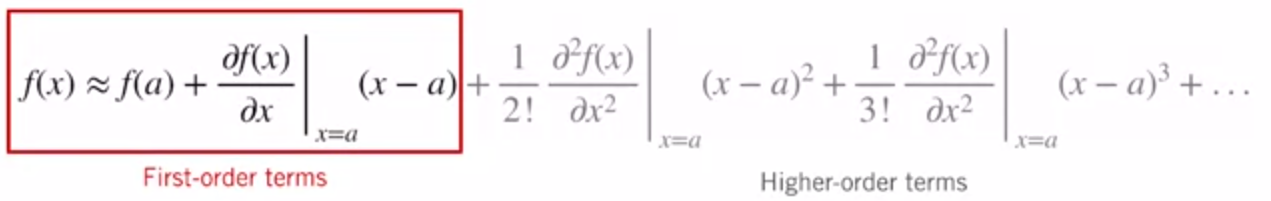 f(x) ≈ f(a) + ∂f(x)/∂x |x=a (x − a) + 1/2! ∂²f(x)/∂x² |x=a (x − a)² + 1/3! ∂²f(x)/∂x² |x=a (x − a)³ + …
First-order terms
Higher-order terms